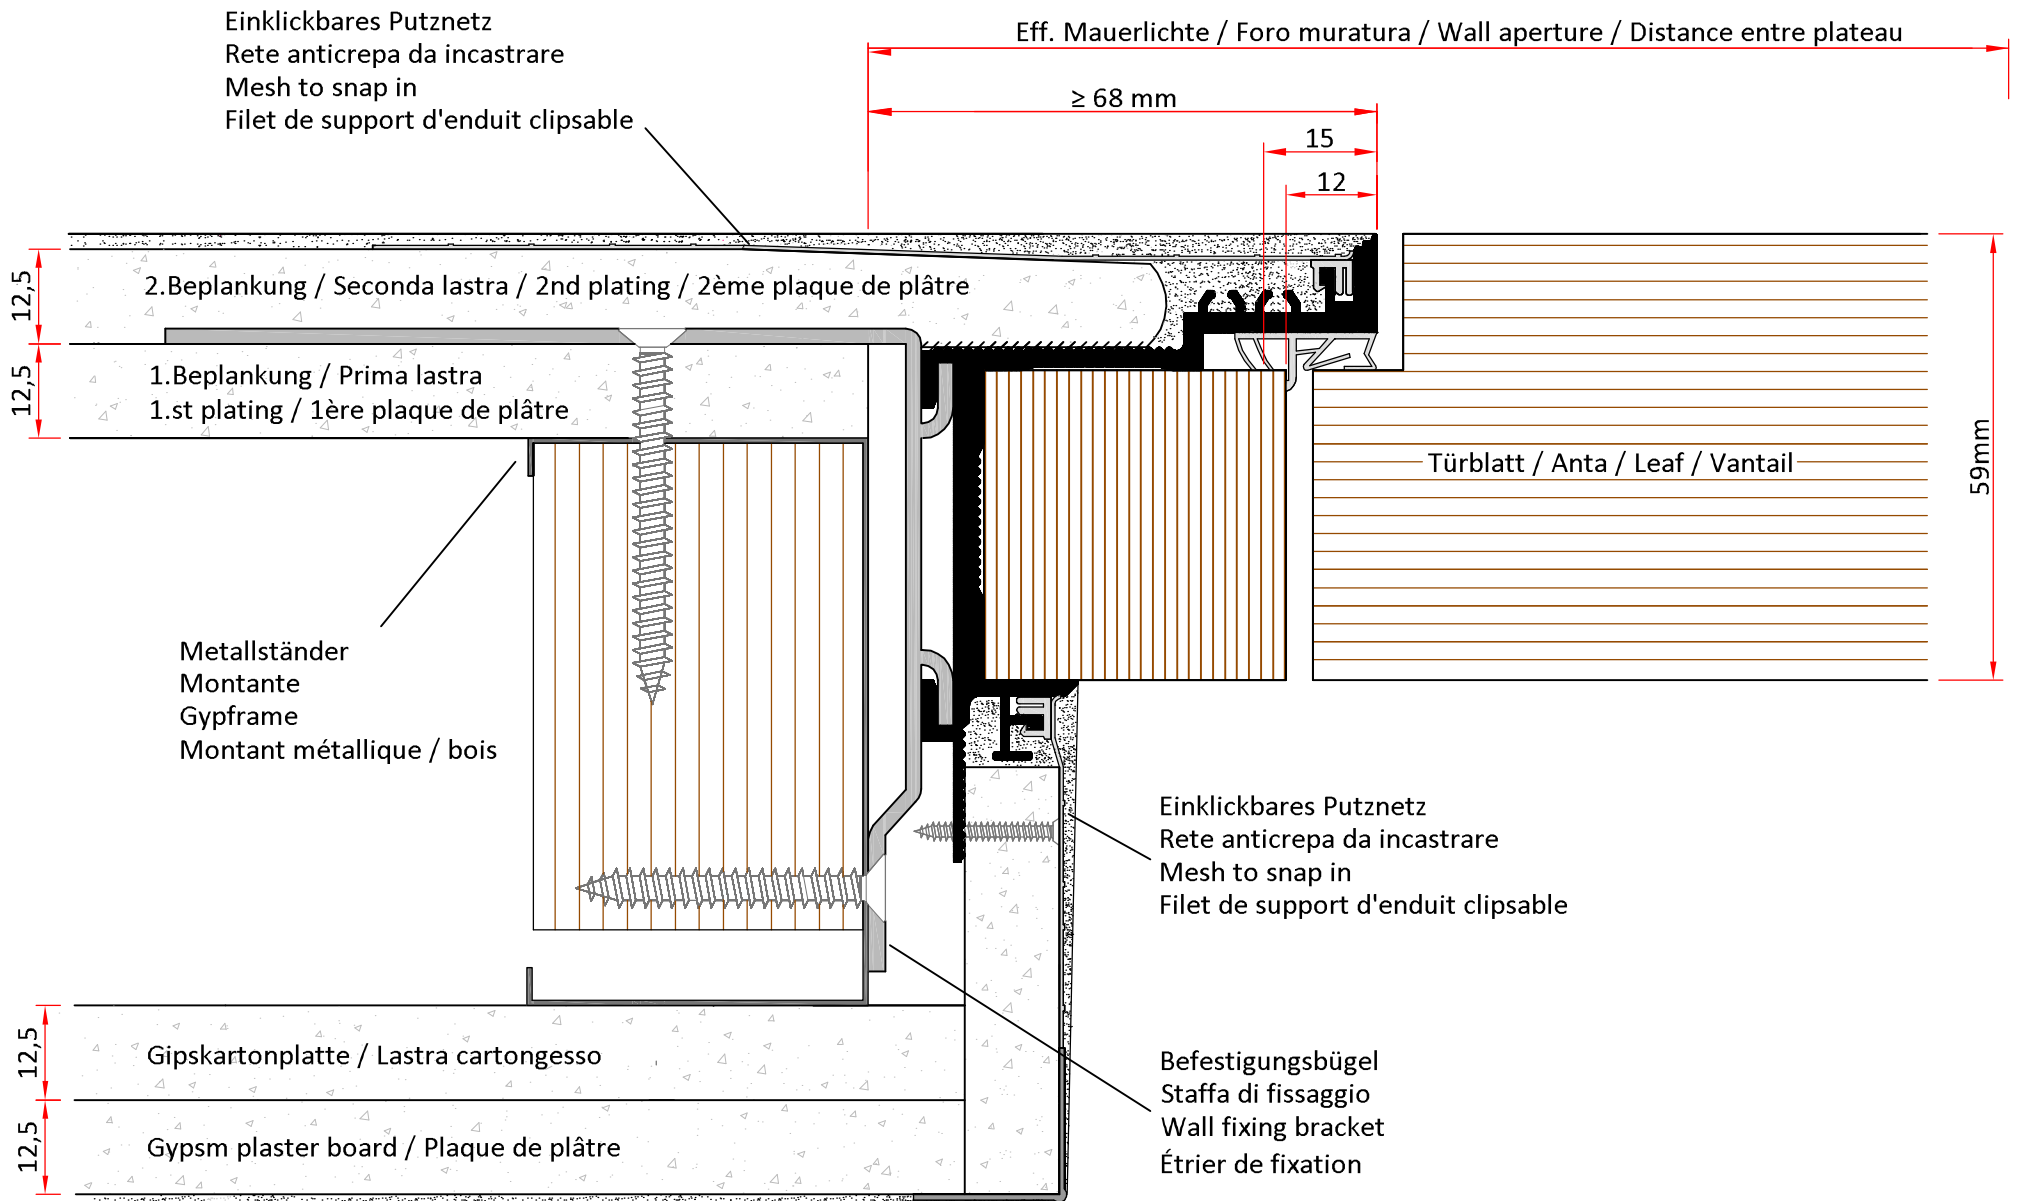 Einklickbares Putznetz
Rete anticrepa da incastrare
Mesh to snap in
Filet de support d'enduit clipsable
Eff. Mauerlichte / Foro muratura / Wall aperture / Distance entre plateau
≥ 68 mm
15
12
12,5
2.Beplankung / Seconda lastra / 2nd plating / 2ème plaque de plâtre
12,5
1.Beplankung / Prima lastra
1.st plating / 1ère plaque de plâtre
Türblatt / Anta / Leaf / Vantail
59mm
Metallständer
Montante
Gypframe
Montant métallique / bois
Einklickbares Putznetz
Rete anticrepa da incastrare
Mesh to snap in
Filet de support d'enduit clipsable
12,5
Gipskartonplatte / Lastra cartongesso
12,5
Gypsm plaster board / Plaque de plâtre
Befestigungsbügel
Staffa di fissaggio
Wall fixing bracket
Étrier de fixation